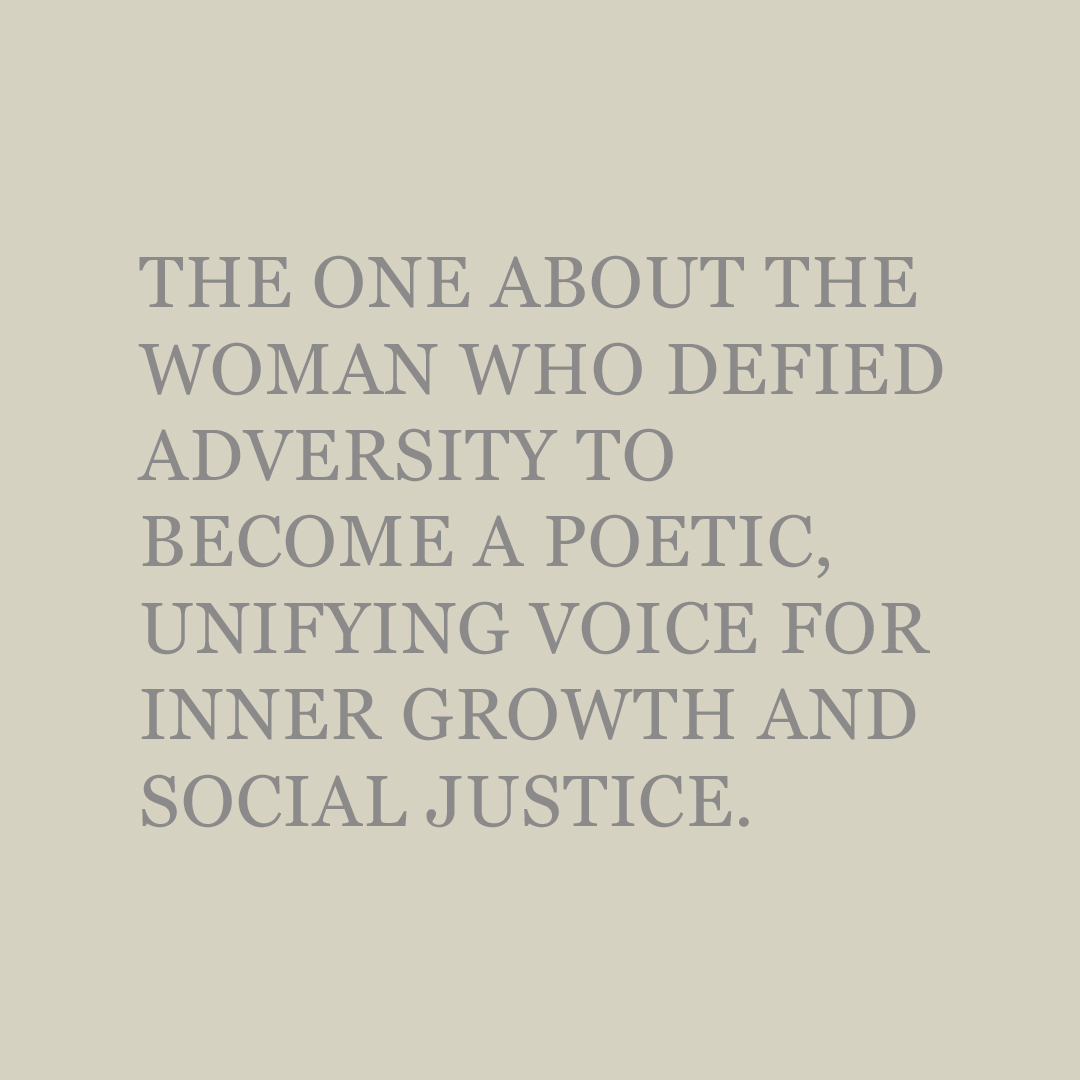 THE ONE ABOUT THE
WOMAN WHO DEFIED
ADVERSITY TO
BECOME A POETIC,
UNIFYING VOICE FOR
INNER GROWTH AND
SOCIAL JUSTICE.